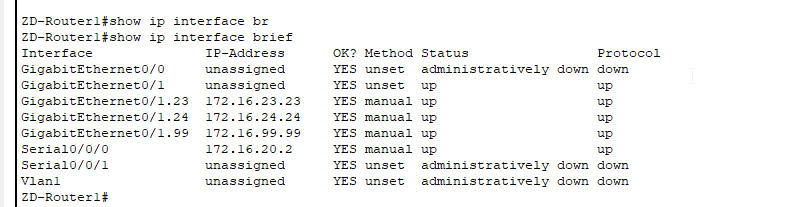 ZD-Router1#show ip interface br
ZD-Router1#show ip interface brief
Interface              IP-Address      OK? Method Status                Protocol
GigabitEthernet0/0     unassigned      YES unset  administratively down down
GigabitEthernet0/1     unassigned      YES unset  up                    up
GigabitEthernet0/1.23  172.16.23.23    YES manual up                    up
GigabitEthernet0/1.24  172.16.24.24    YES manual up                    up
GigabitEthernet0/1.99  172.16.99.99    YES manual up                    up
Serial0/0/0            172.16.20.2     YES manual up                    up
Serial0/0/1            unassigned      YES unset  administratively down down
Vlan1                  unassigned      YES unset  administratively down down
ZD-Router1#